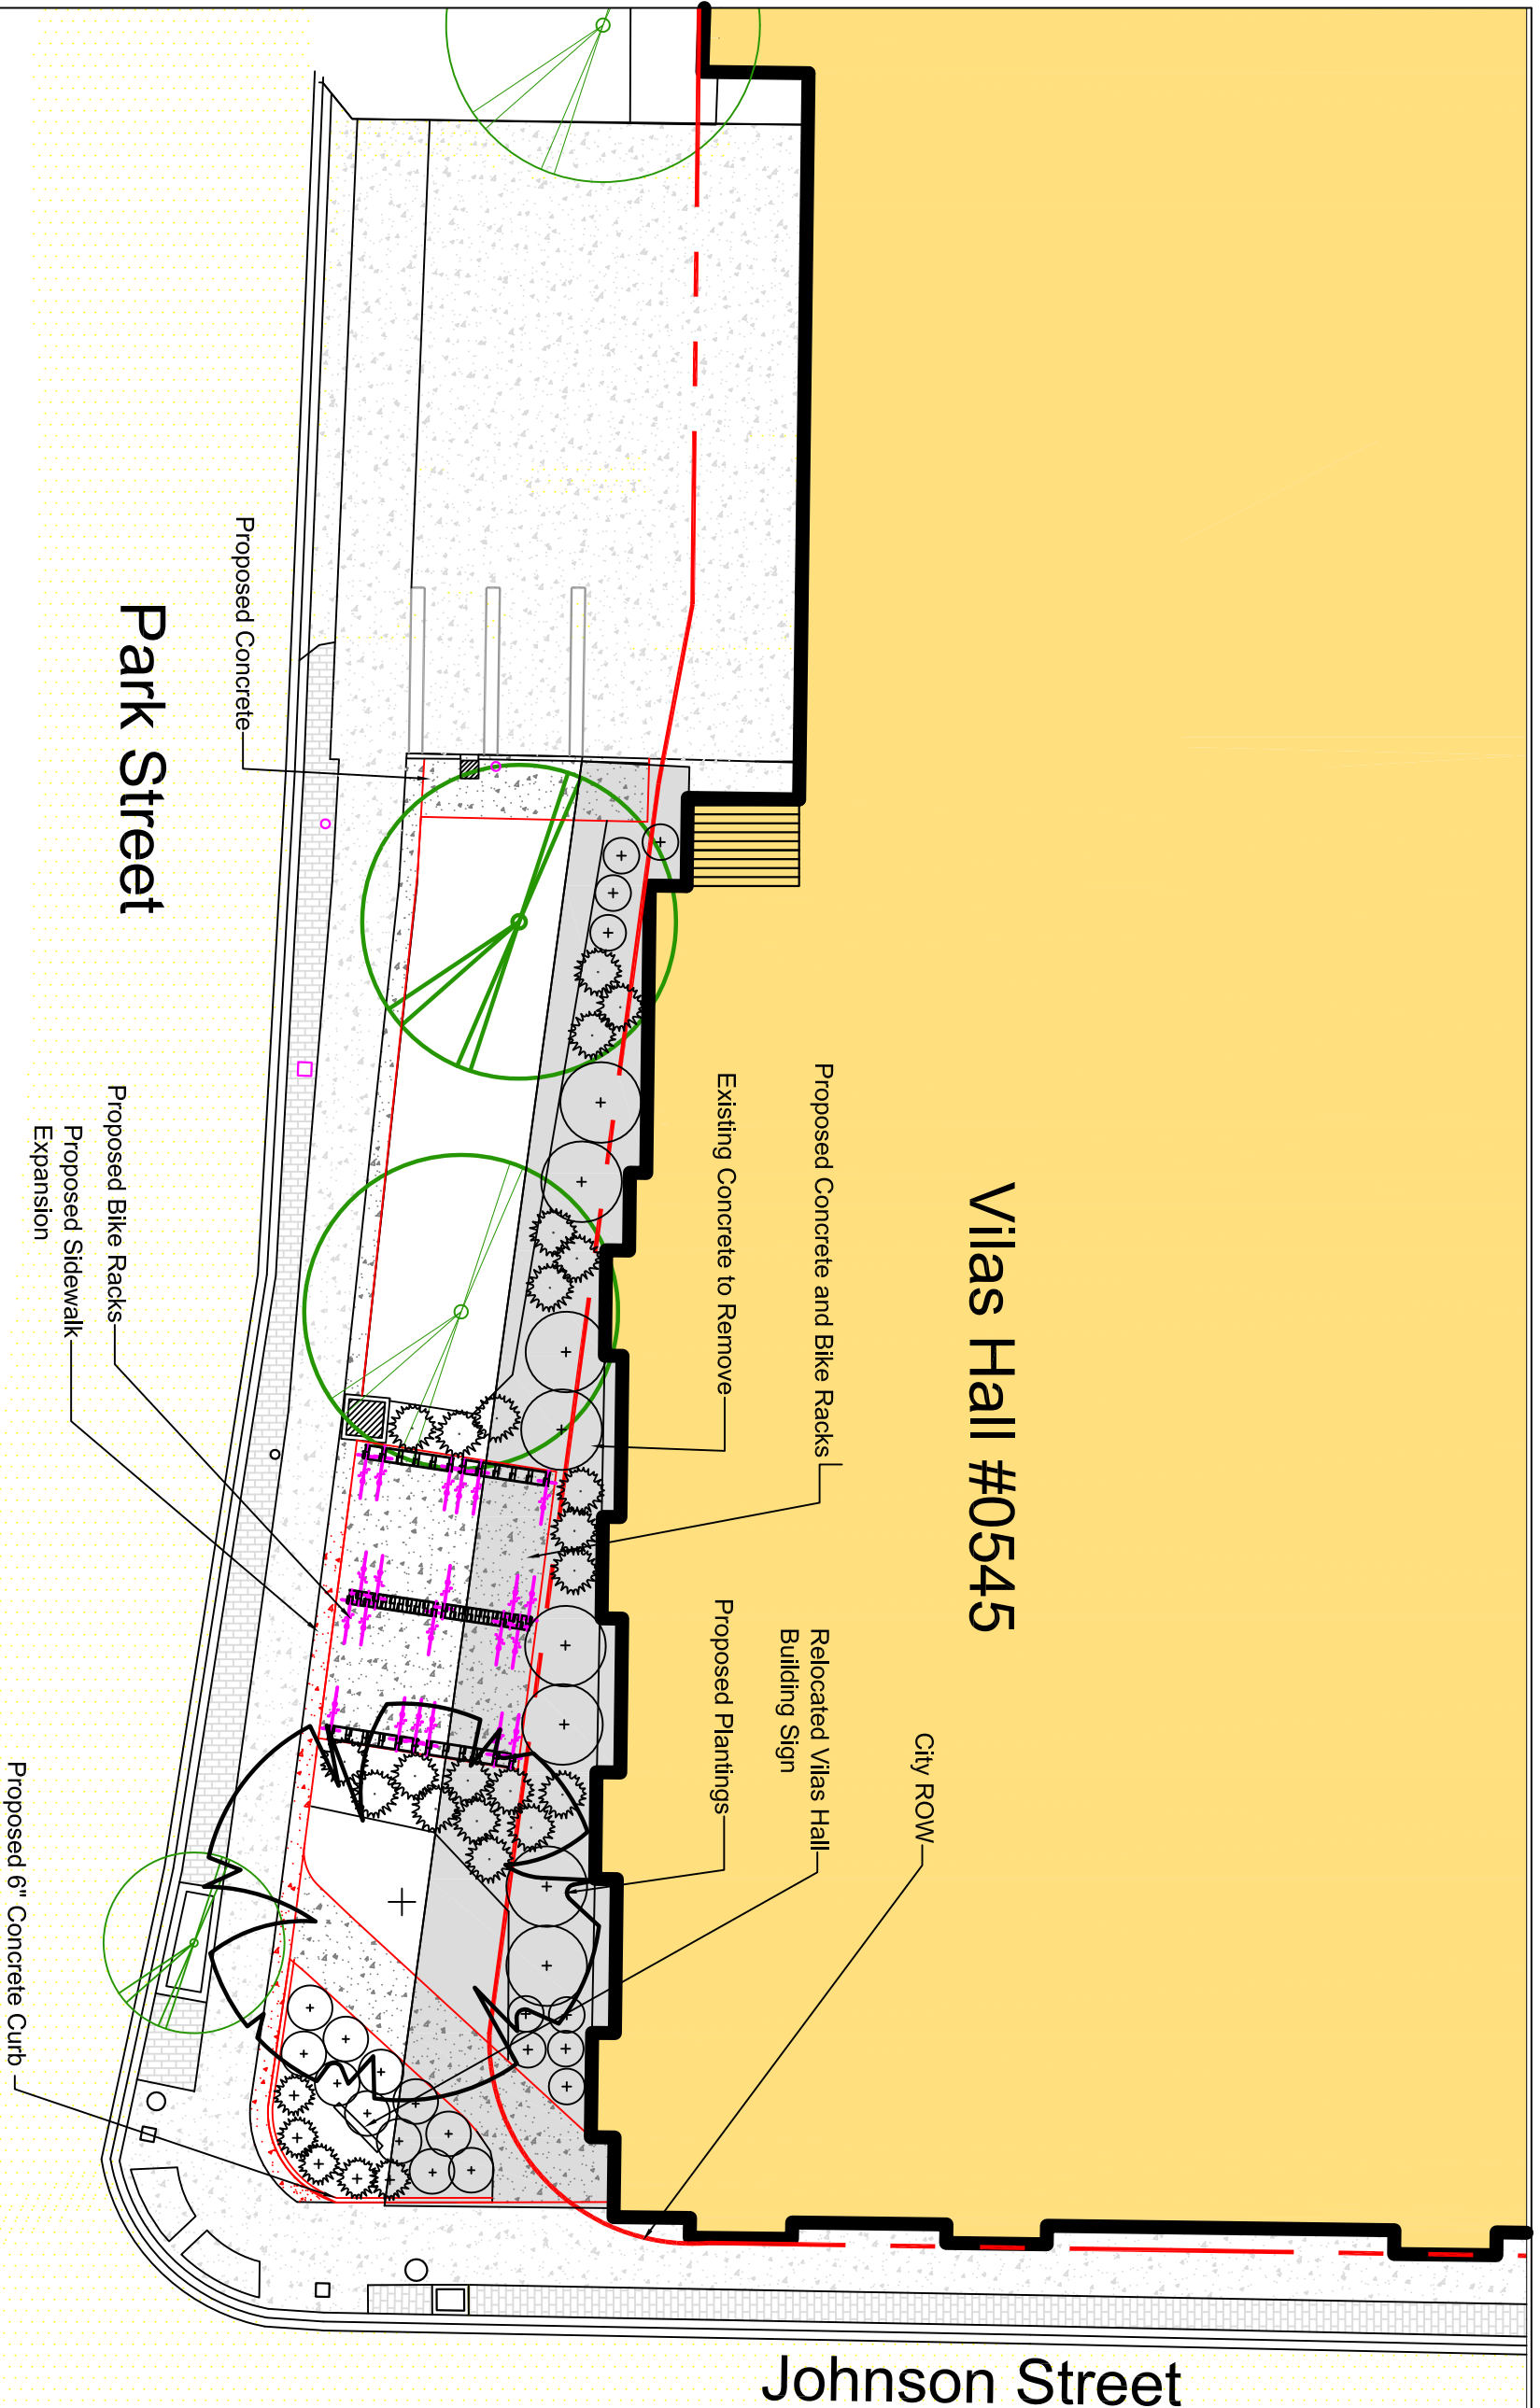 Vilas Hall #0545
City ROW
Proposed Concrete and Bike Racks
Relocated Vilas Hall
Building Sign
Existing Concrete to Remove
Proposed Plantings
Proposed Concrete
Park Street
Proposed Bike Racks
Proposed Sidewalk
Expansion
Proposed 6" Concrete Curb
Johnson Street